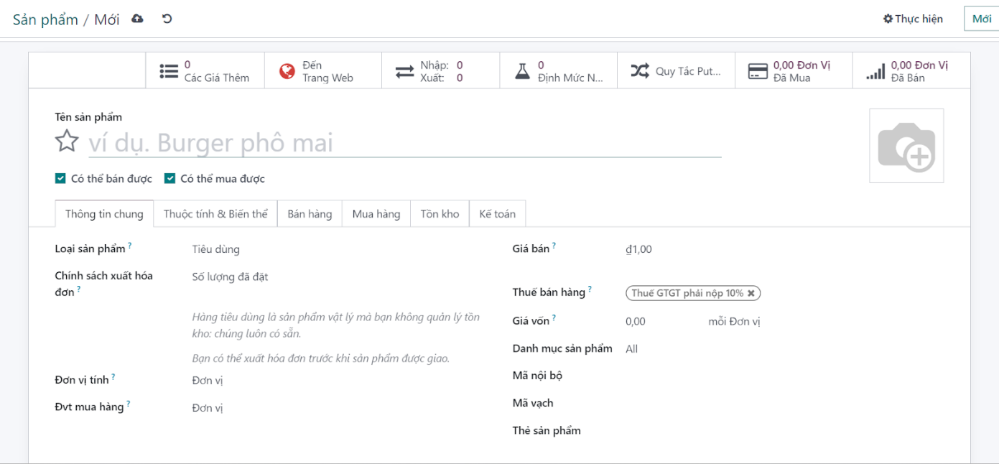 Sản phẩm / Mới
Thực hiện
Mới
0
Các Giá Thêm
Đến
Trang Web
Nhập: 0
Xuất: 0
0
Định Mức N...
Quy Tắc Put...
0,00 Đơn Vị
Đã Mua
0,00 Đơn Vị
Đã Bán
Tên sản phẩm
ví dụ. Burger phô mai
Có thể bán được
Có thể mua được
Thông tin chung
Thuộc tính & Biến thể
Bán hàng
Mua hàng
Tồn kho
Kế toán
Loại sản phẩm ?
Tiêu dùng
Chính sách xuất hóa
đơn ?
Số lượng đã đặt
Hàng tiêu dùng là sản phẩm vật lý mà bạn không quản lý tồn
kho: chúng luôn có sẵn.
Bạn có thể xuất hóa đơn trước khi sản phẩm được giao.
Đơn vị tính ?
Đơn vị
Đvt mua hàng ?
Đơn vị
Giá bán ?
₫1,00
Thuế bán hàng ?
Thuế GTGT phải nộp 10% ✖
Giá vốn ?
0,00
mỗi Đơn vị
Danh mục sản phẩm
All
Mã nội bộ
Mã vạch
Thẻ sản phẩm